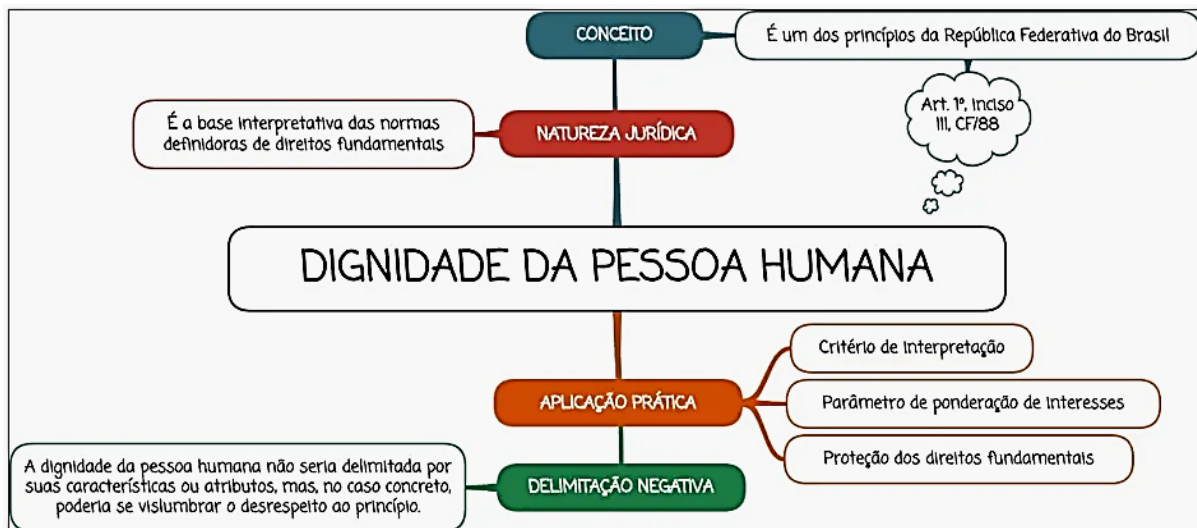 CONCEITO
É um dos princípios da República Federativa do Brasil
Art. 1º, Inciso
III, CF/88
É a base interpretativa das normas
definidoras de direitos fundamentais
NATUREZA JURÍDICA
DIGNIDADE DA PESSOA HUMANA
Critério de interpretação
APLICAÇÃO PRÁTICA
Parâmetro de ponderação de interesses
Proteção dos direitos fundamentais
A dignidade da pessoa humana não seria delimitada por
suas características ou atributos, mas, no caso concreto,
poderia se vislumbrar o desrespeito ao princípio.
DELIMITAÇÃO NEGATIVA